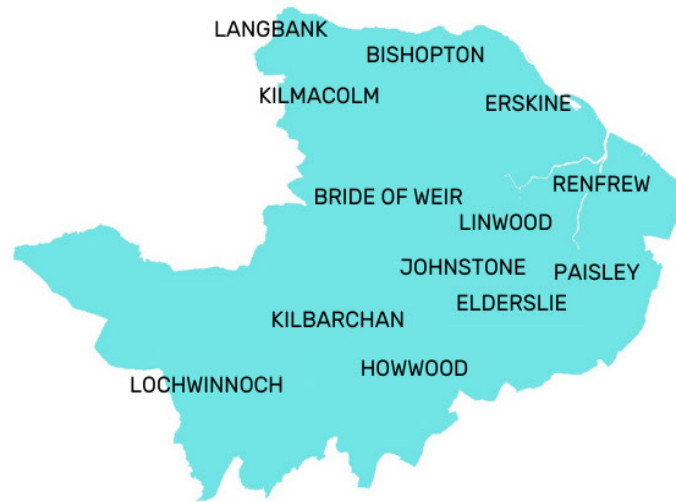 LANGBANK
BISHOPTON
KILMACOLM
ERSKINE
RENFREW
BRIDE OF WEIR
LINWOOD
JOHNSTONE
PAISLEY
ELDERSLIE
KILBARCHAN
HOWWOOD
LOCHWINNOCH